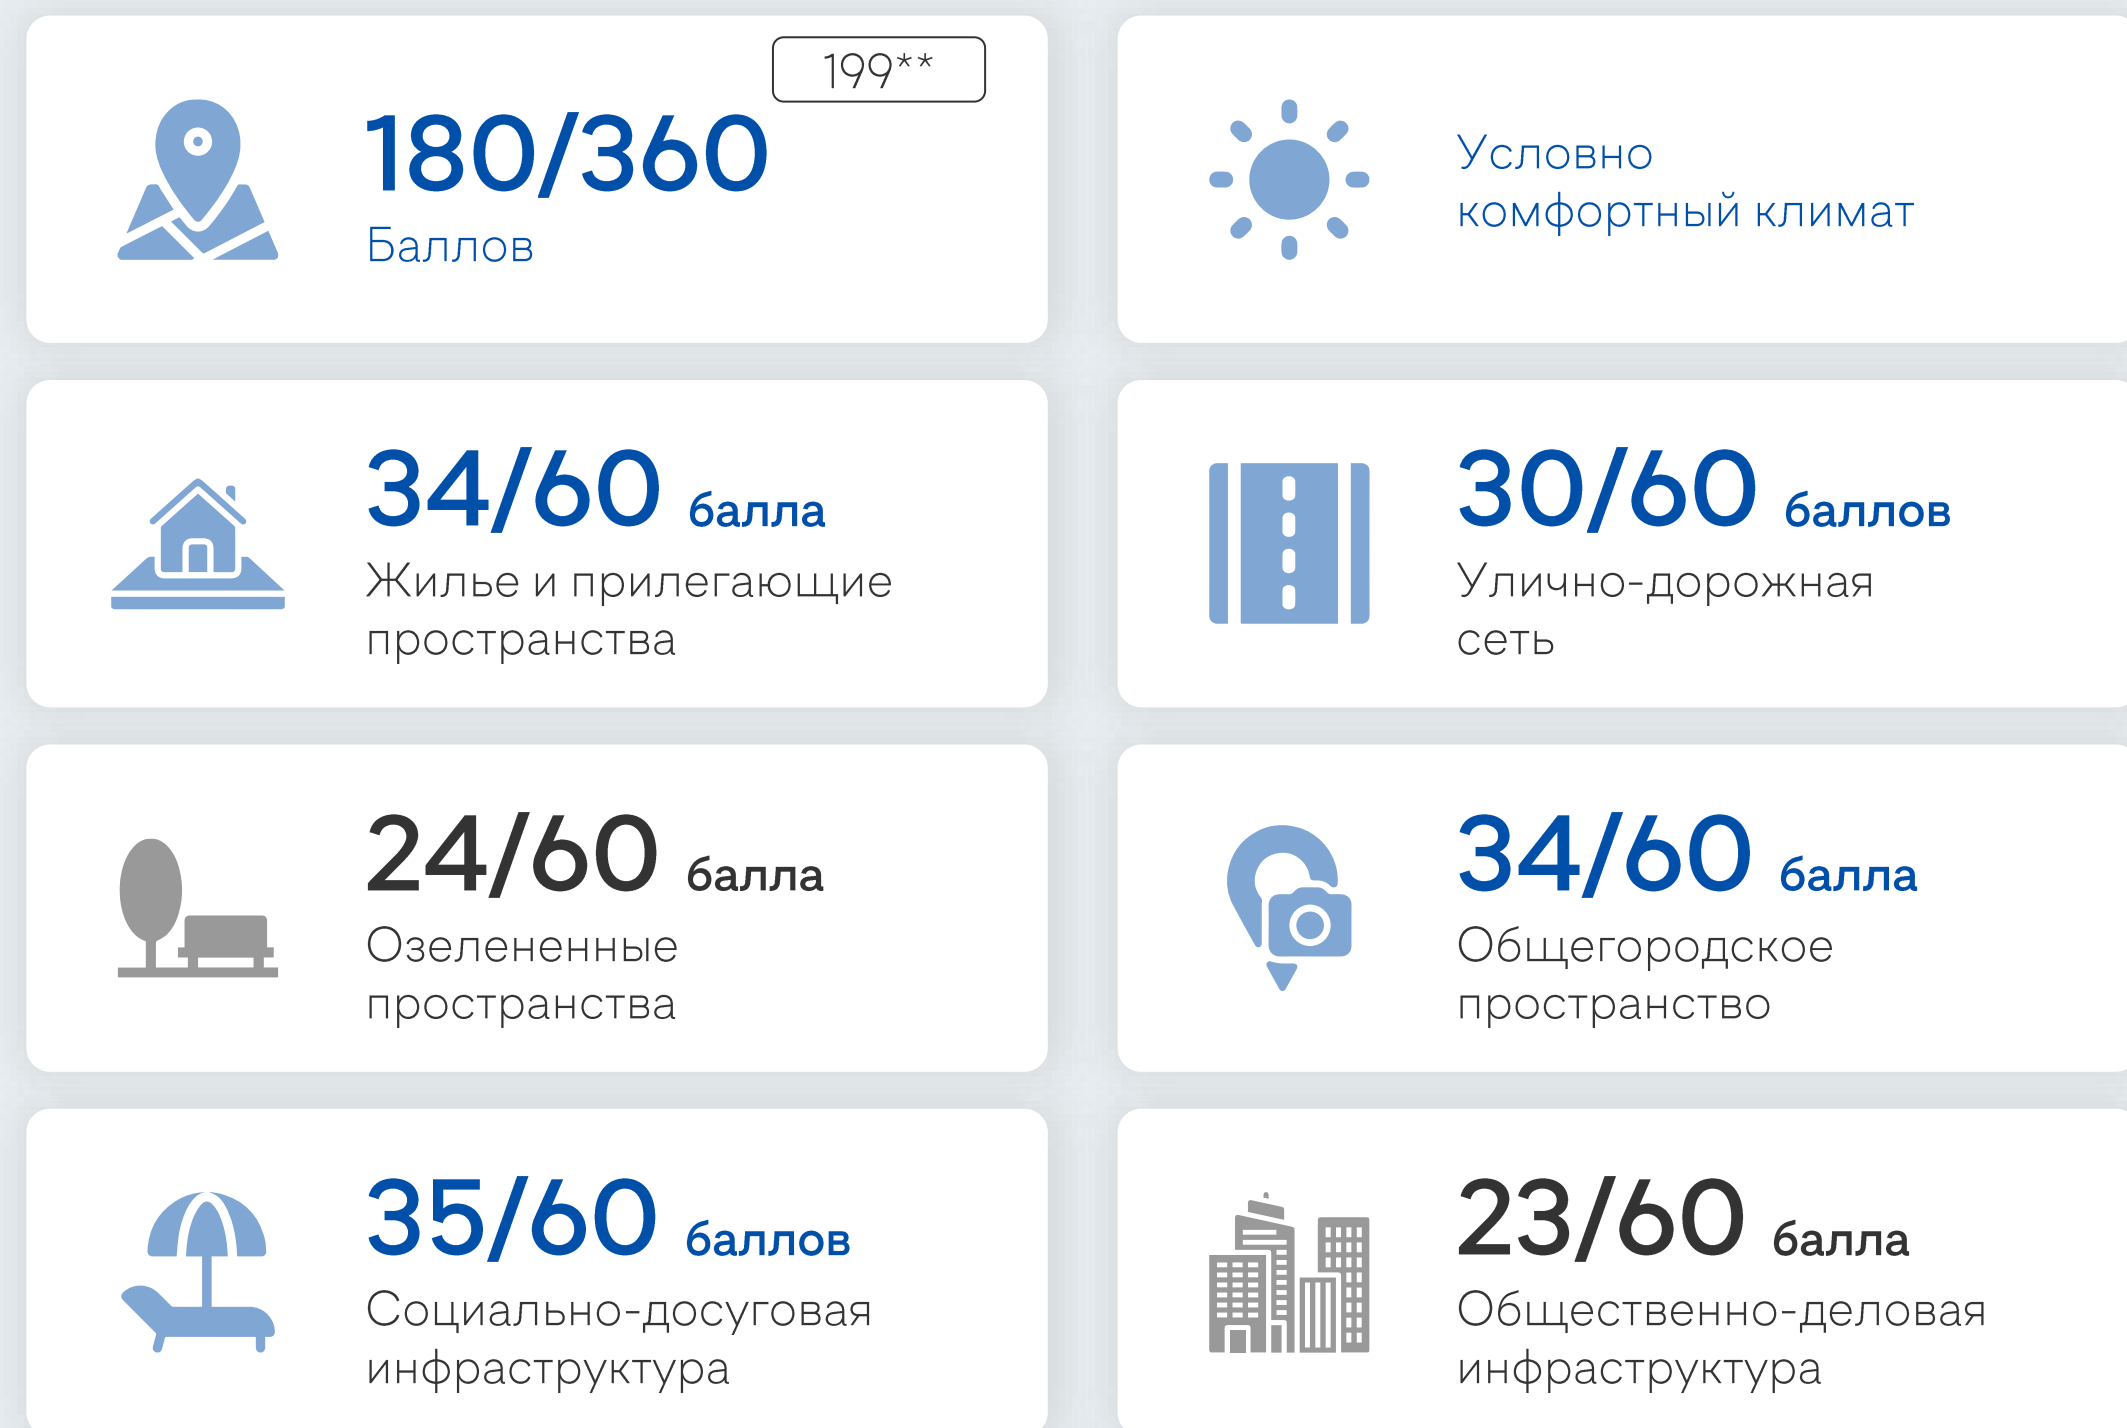 199**
180/360
Баллов
Условно
комфортный климат
34/60 балла
Жилье и прилегающие
пространства
30/60 баллов
Улично-дорожная
сеть
24/60 балла
Озелененные
пространства
34/60 балла
Общегородское
пространство
35/60 баллов
Социально-досуговая
инфраструктура
23/60 балла
Общественно-деловая
инфраструктура